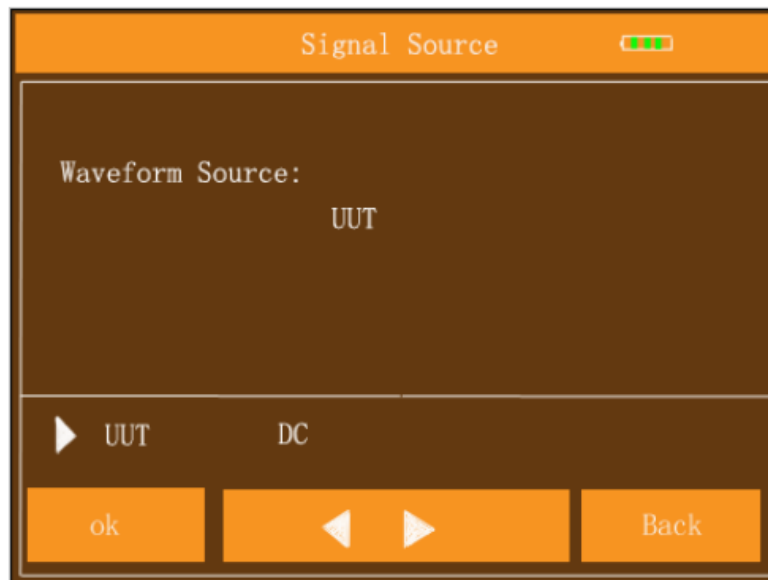 Signal Source
Waveform Source:
UUT
UUT DC
ok Back